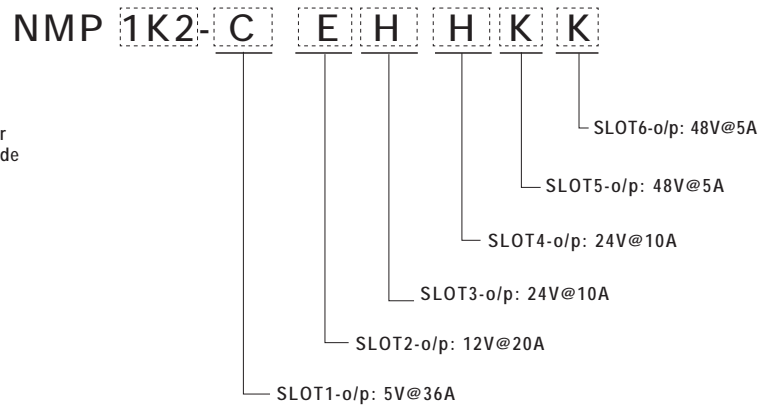 NMP 1K2-C E H H K K
r
de
SLOT6-o/p: 48V@5A
SLOT5-o/p: 48V@5A
SLOT4-o/p: 24V@10A
SLOT3-o/p: 24V@10A
SLOT2-o/p: 12V@20A
SLOT1-o/p: 5V@36A